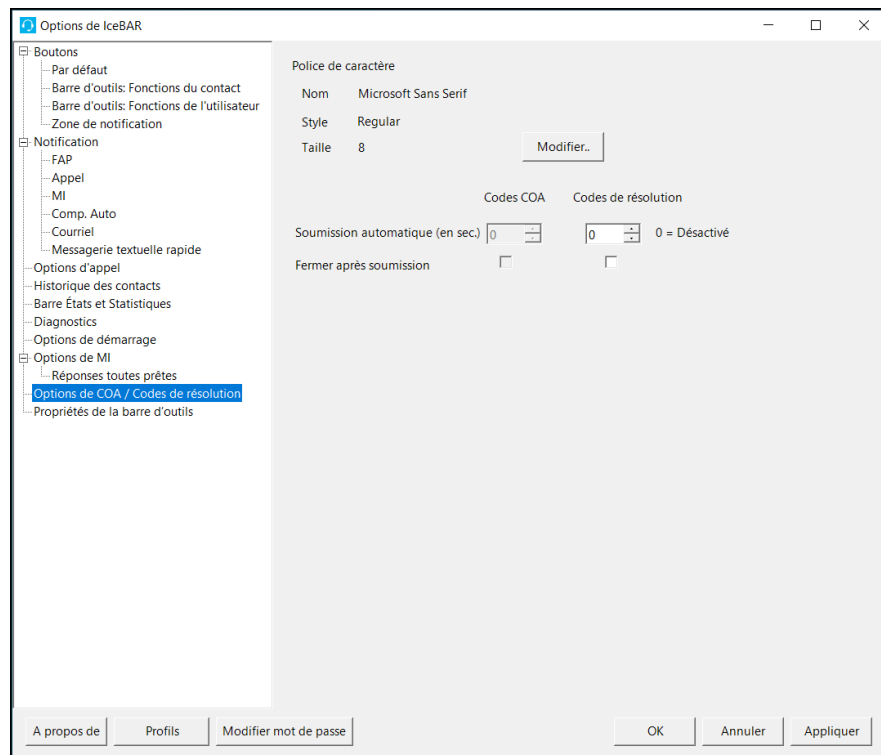 Options de IceBAR
Boutons
Par défaut
Barre d'outils: Fonctions du contact
Barre d'outils: Fonctions de l'utilisateur
Zone de notification
Notification
FAP
Appel
MI
Comp. Auto
Courriel
Messagerie textuelle rapide
Options d'appel
Historique des contacts
Barre États et Statistiques
Diagnostics
Options de démarrage
Options de MI
Réponses toutes prêtes
Options de COA / Codes de résolution
Propriétés de la barre d'outils
Police de caractère
Nom Microsoft Sans Serif
Style Regular
Taille 8 Modifier..
Codes COA Codes de résolution
Soumission automatique (en sec.) 0 0 0 = Désactivé
Fermer après soumission
A propos de Profils Modifier mot de passe OK Annuler Appliquer